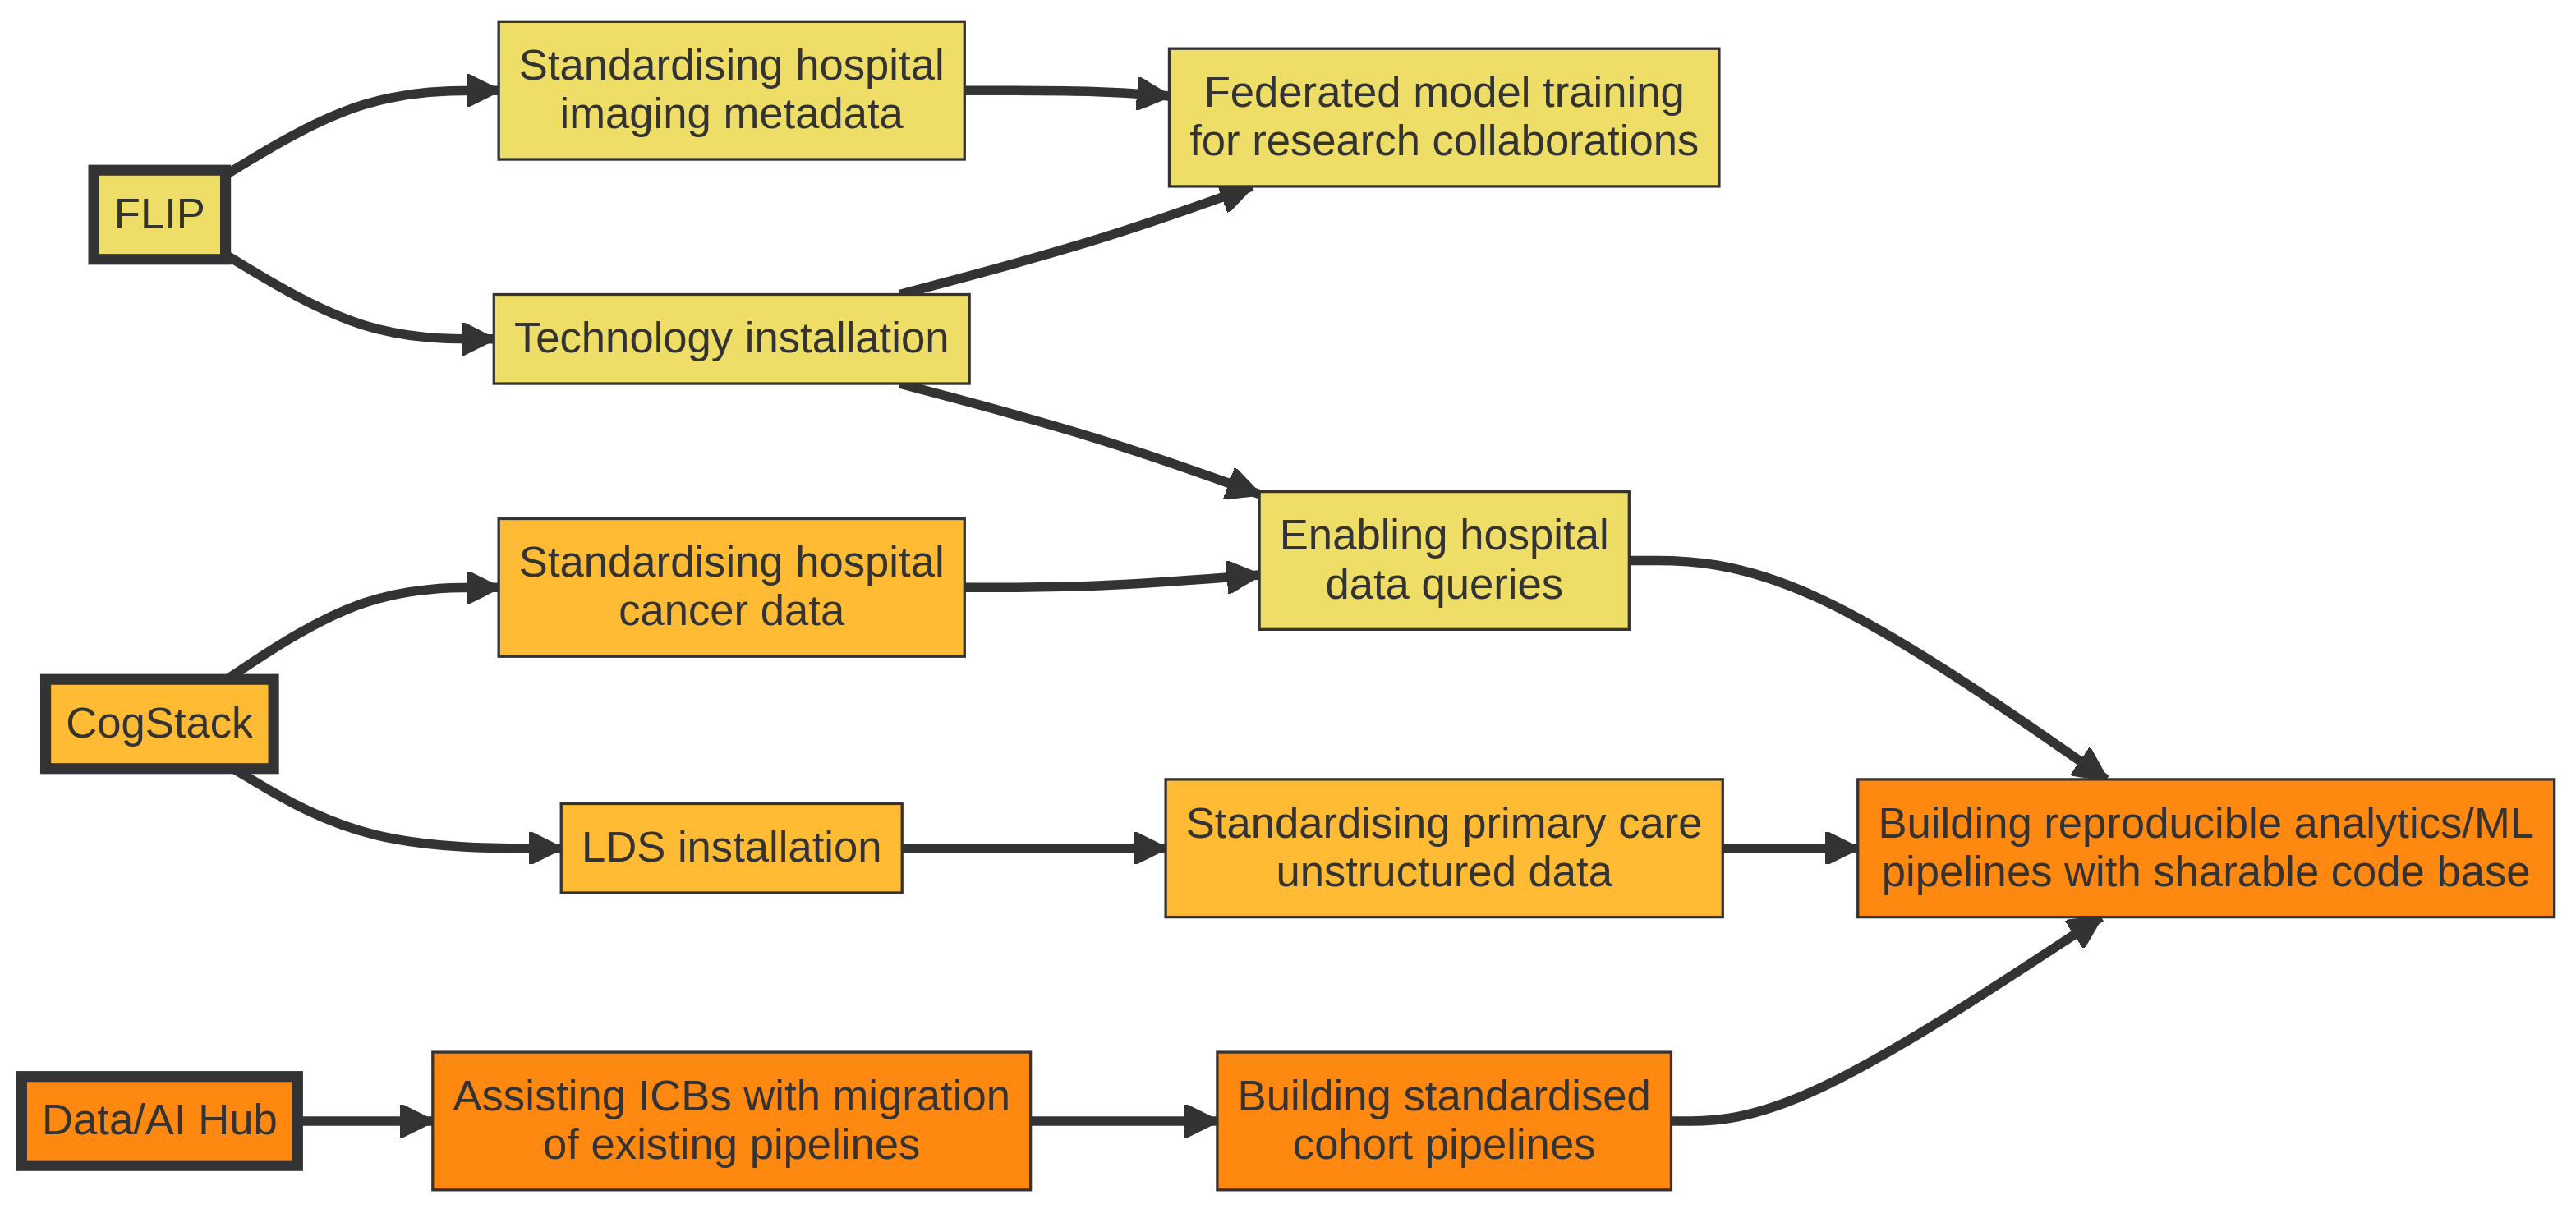 Standardising hospital
imaging metadata
Federated model training
for research collaborations
FLIP
Technology installation
Standardising hospital
cancer data
Enabling hospital
data queries
CogStack
LDS installation
Standardising primary care
unstructured data
Building reproducible analytics/ML
pipelines with sharable code base
Data/AI Hub
Assisting ICBs with migration
of existing pipelines
Building standardised
cohort pipelines